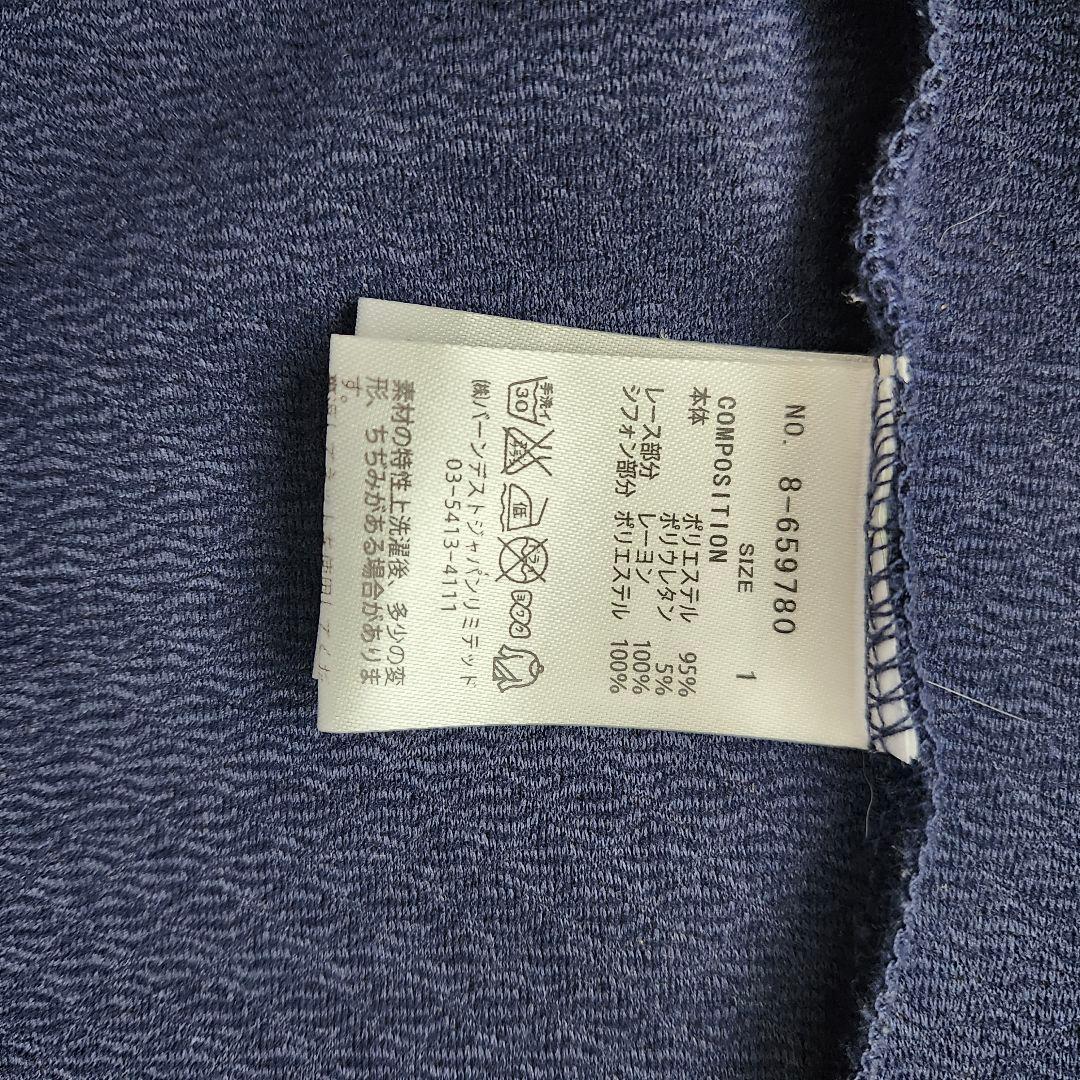 NO. 8-659780
SIZE 1
COMPOSITION
本体 ポリエステル 95%
ポリウレタン 5%
レース部分 レーヨン 100%
シフォン部分 ポリエステル 100%
手洗イ
30
低
(株)バーンデストジャパンリミテッド
03-5413-4111
素材の特性上洗濯後 多少の変
形、ちぢみがある場合がありま
す。